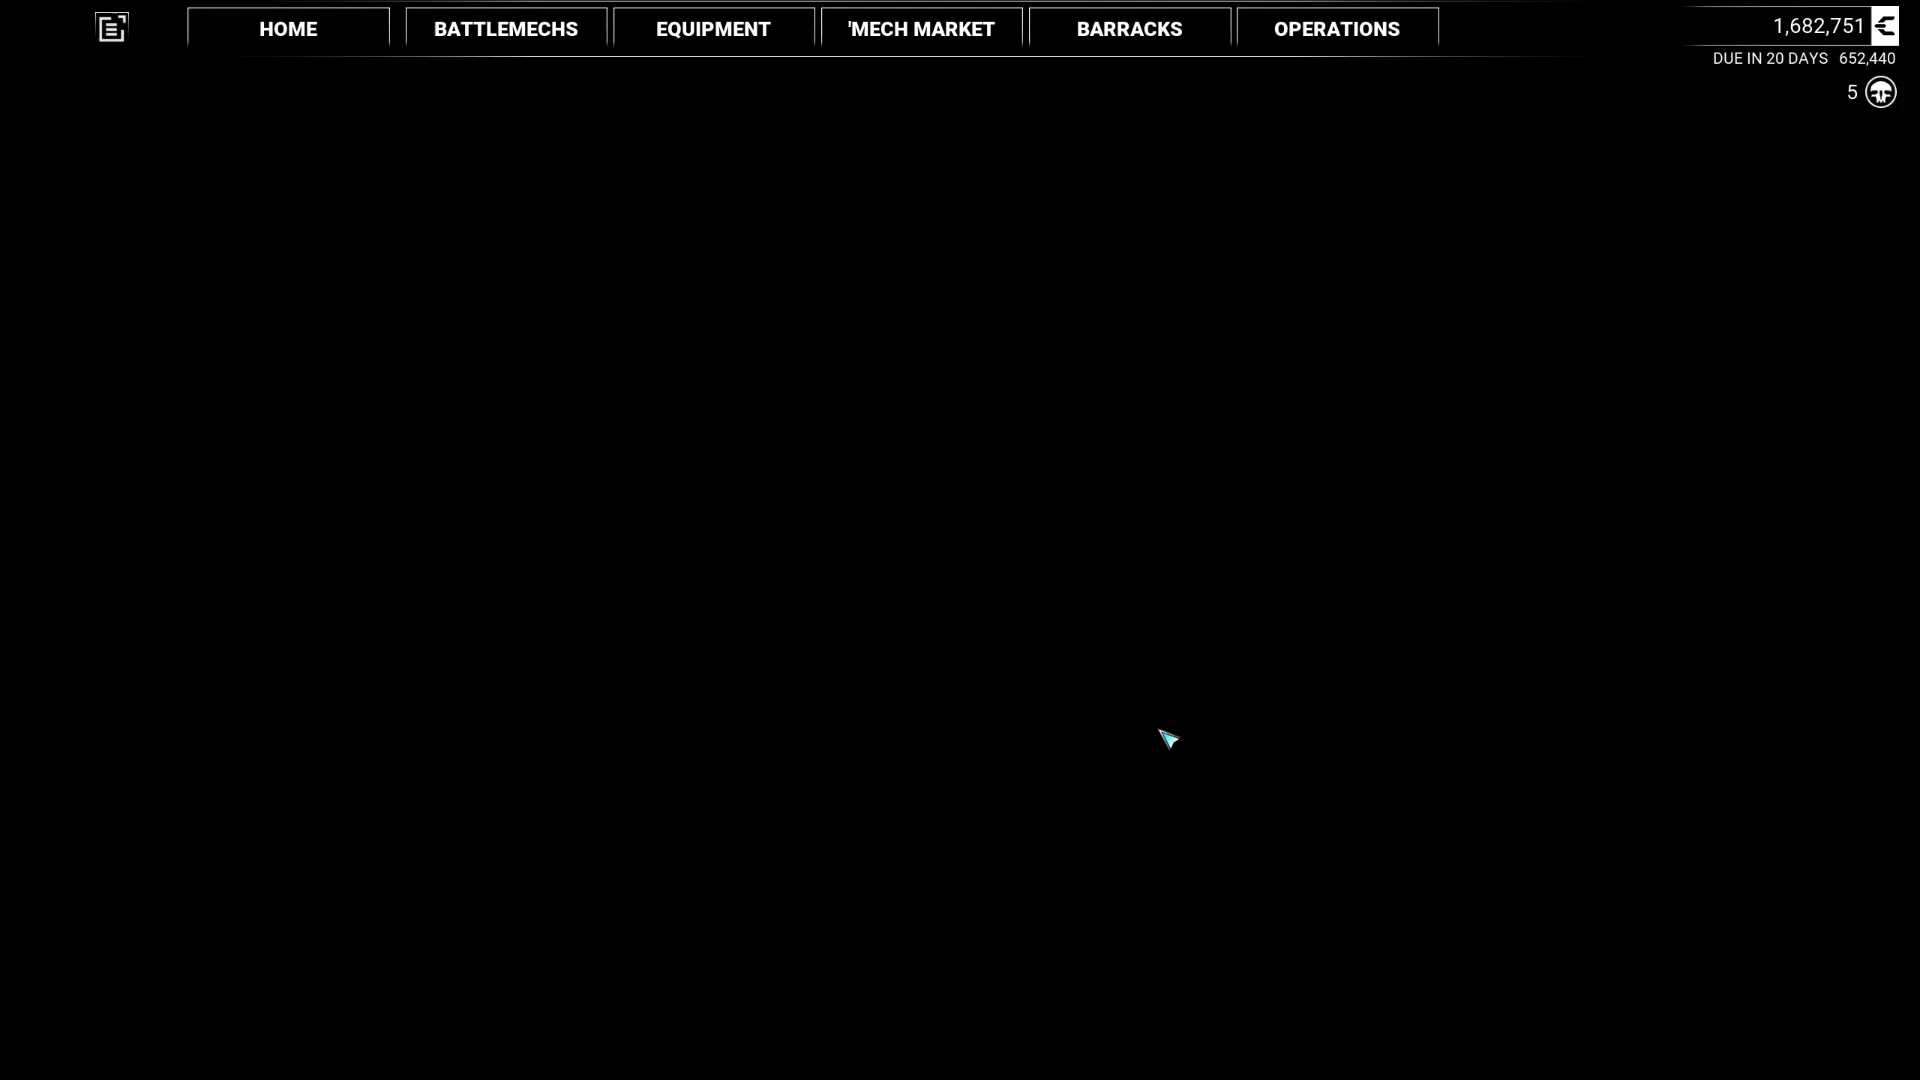 HOME
BATTLEMECHS
EQUIPMENT
'MECH MARKET
BARRACKS
OPERATIONS
1,682,751
DUE IN 20 DAYS 652,440
5